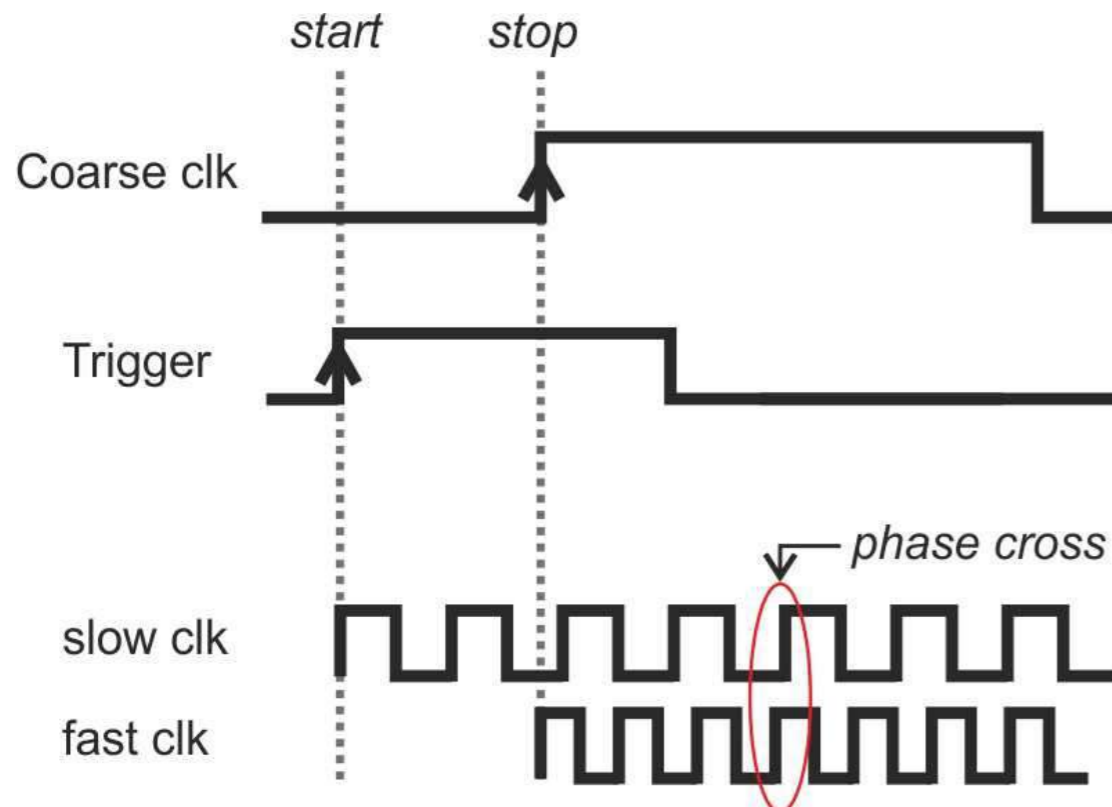 start stop
Coarse clk
Trigger
phase cross
slow clk
fast clk